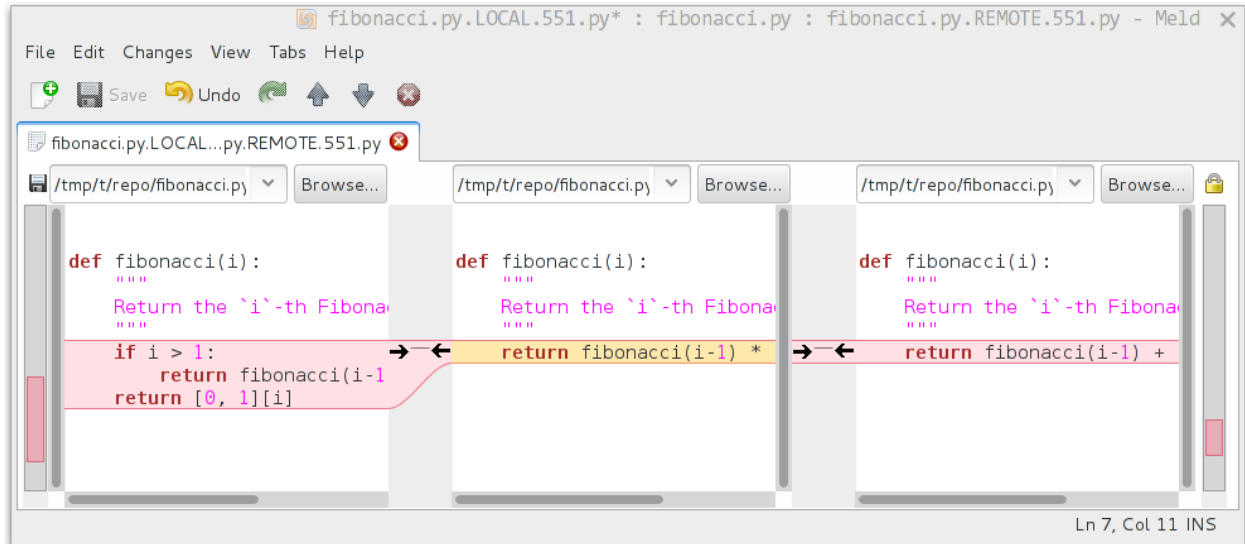 fibonacci.py.LOCAL.551.py* : fibonacci.py : fibonacci.py.REMOTE.551.py - Meld
File Edit Changes View Tabs Help
Save Undo
fibonacci.py.LOCAL...py.REMOTE.551.py
/tmp/t/repo/fibonacci.py Browse... /tmp/t/repo/fibonacci.py Browse... /tmp/t/repo/fibonacci.py Browse...
def fibonacci(i):
"""
Return the `i`-th Fibonac
"""
if i > 1:
return fibonacci(i-1
return [0, 1][i]
def fibonacci(i):
"""
Return the `i`-th Fibona
"""
return fibonacci(i-1) *
def fibonacci(i):
"""
Return the `i`-th Fibonac
"""
return fibonacci(i-1) +
Ln 7, Col 11 INS